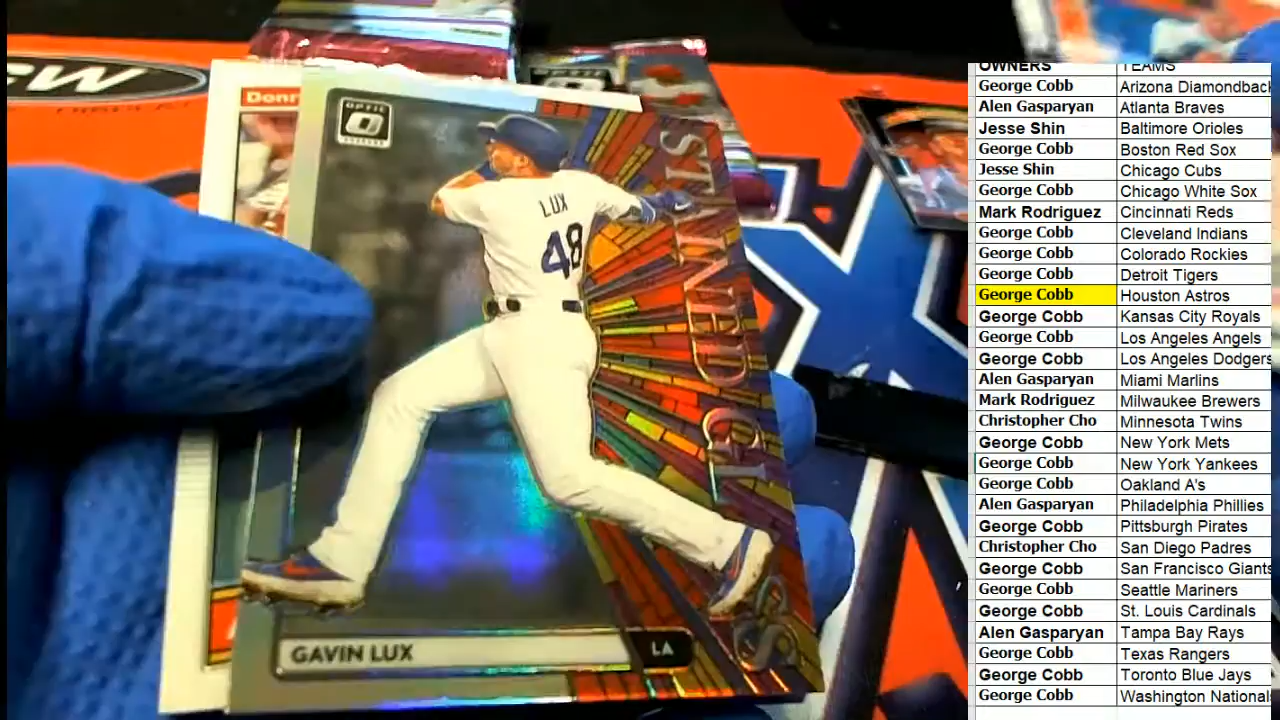 SW
Donr
OPTIC
LUX
48
STAINED GL
GAVIN LUX
LA
OWNERS TEAMS
George Cobb Arizona Diamondback
Alen Gasparyan Atlanta Braves
Jesse Shin Baltimore Orioles
George Cobb Boston Red Sox
Jesse Shin Chicago Cubs
George Cobb Chicago White Sox
Mark Rodriguez Cincinnati Reds
George Cobb Cleveland Indians
George Cobb Colorado Rockies
George Cobb Detroit Tigers
George Cobb Houston Astros
George Cobb Kansas City Royals
George Cobb Los Angeles Angels
George Cobb Los Angeles Dodgers
Alen Gasparyan Miami Marlins
Mark Rodriguez Milwaukee Brewers
Christopher Cho Minnesota Twins
George Cobb New York Mets
George Cobb New York Yankees
George Cobb Oakland A's
Alen Gasparyan Philadelphia Phillies
George Cobb Pittsburgh Pirates
Christopher Cho San Diego Padres
George Cobb San Francisco Giants
George Cobb Seattle Mariners
George Cobb St. Louis Cardinals
Alen Gasparyan Tampa Bay Rays
George Cobb Texas Rangers
George Cobb Toronto Blue Jays
George Cobb Washington Nationals